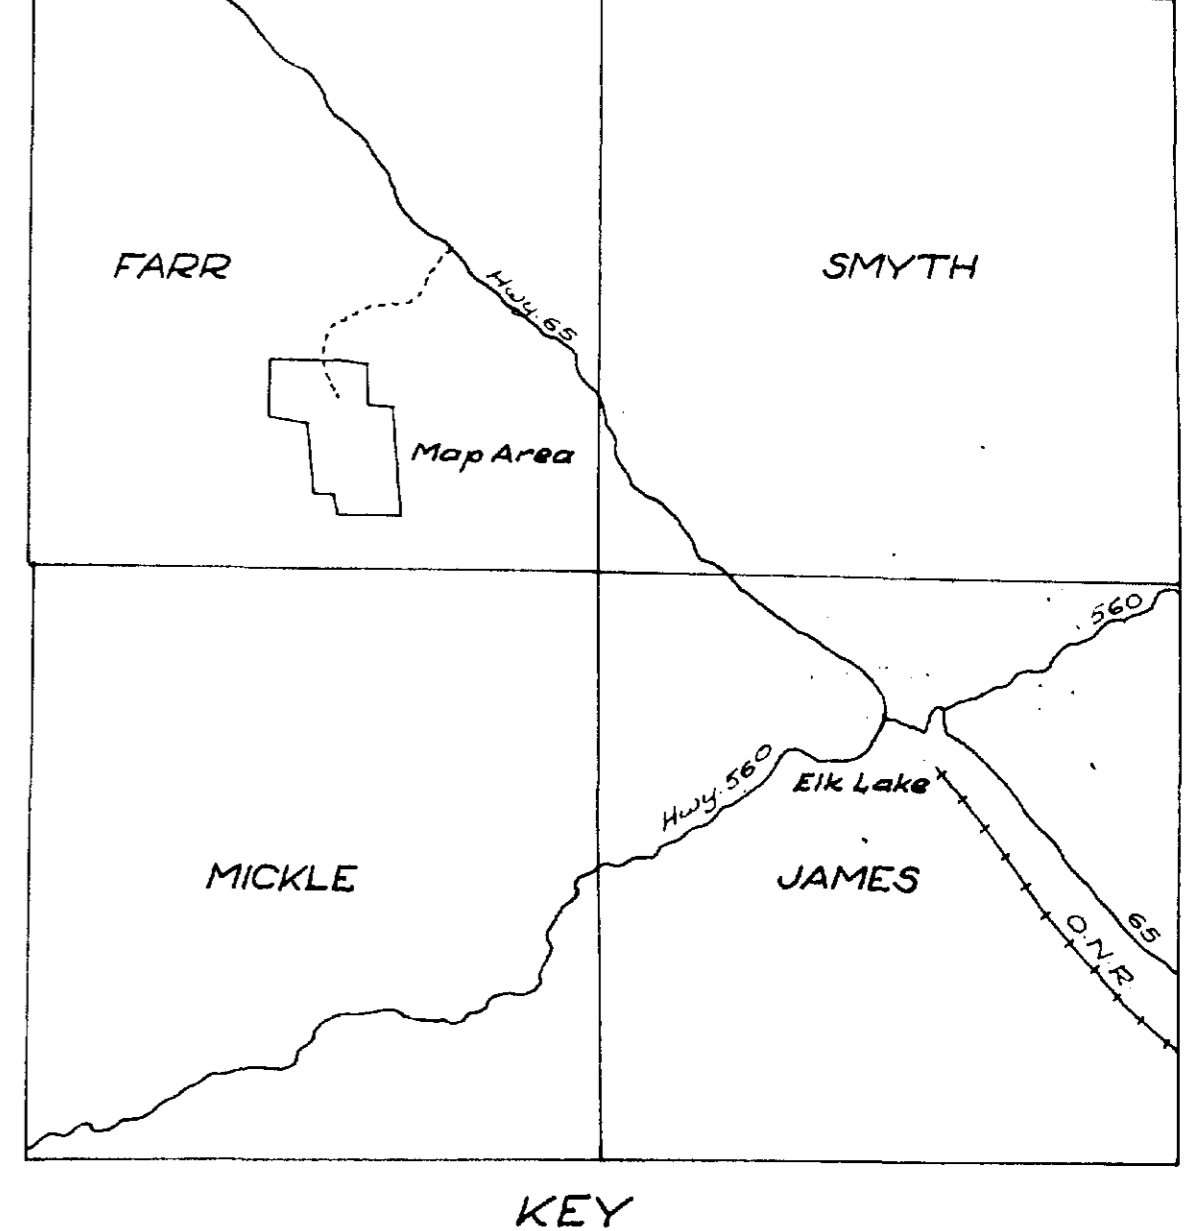 FARR
SMYTH
Hwy. 65
Map Area
560
Hwy. 560
Elk Lake
MICKLE
JAMES
65
O.N.R.
KEY